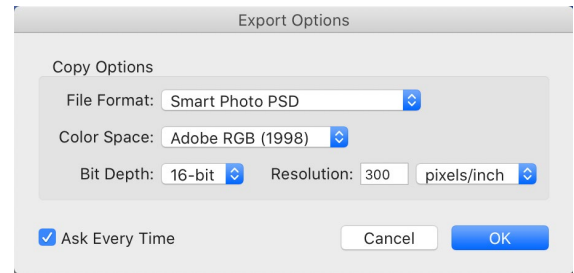 Export Options
Copy Options
File Format: Smart Photo PSD
Color Space: Adobe RGB (1998)
Bit Depth: 16-bit Resolution: 300 pixels/inch
Ask Every Time Cancel OK